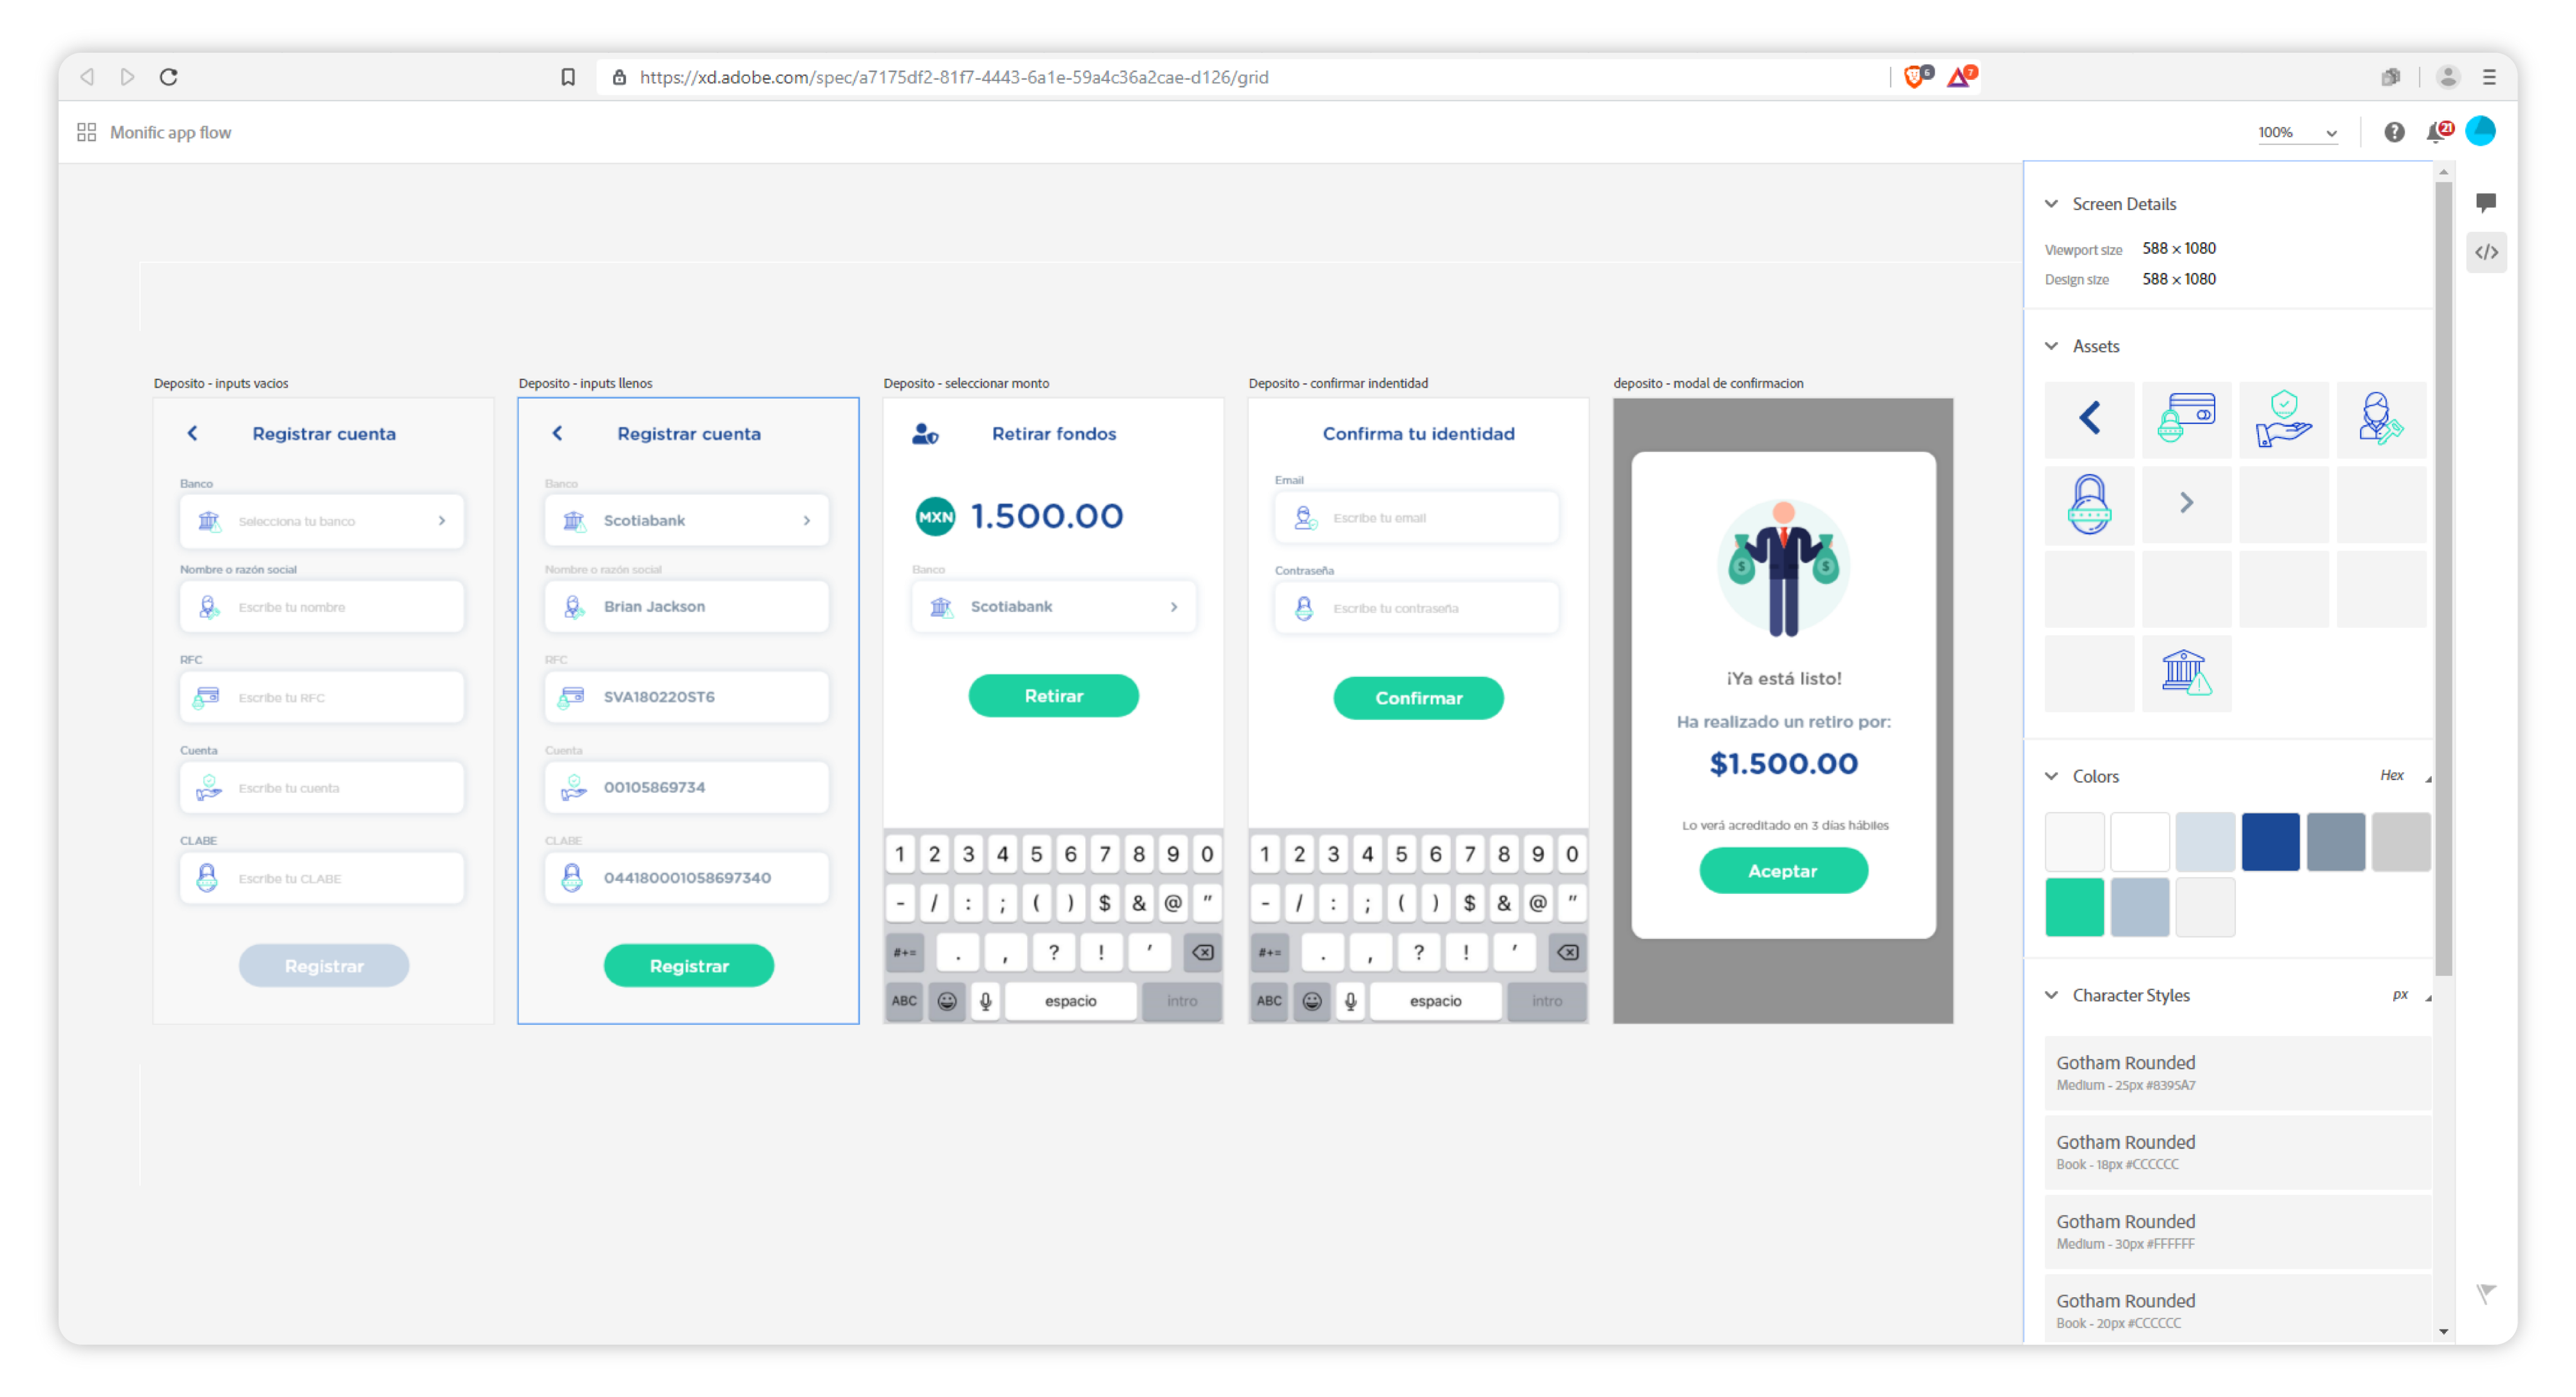 https://xd.adobe.com/spec/a7175df2-81f7-4443-6a1e-59a4c36a2cae-d126/grid
6
7
Monific app flow
100%
?
21
Deposito - inputs vacios
Registrar cuenta
Banco
Selecciona tu banco
Nombre o razón social
Escribe tu nombre
RFC
Escribe tu RFC
Cuenta
Escribe tu cuenta
CLABE
Escribe tu CLABE
Registrar
Deposito - inputs llenos
Registrar cuenta
Banco
Scotiabank
Nombre o razón social
Brian Jackson
RFC
SVA180220ST6
Cuenta
00105869734
CLABE
044180001058697340
Registrar
Deposito - seleccionar monto
Retirar fondos
MXN 1.500.00
Banco
Scotiabank
Retirar
1 2 3 4 5 6 7 8 9 0
- / : ; ( ) $ & @ "
#+= . , ? ! '
ABC espacio intro
Deposito - confirmar indentidad
Confirma tu identidad
Email
Escribe tu email
Contraseña
Escribe tu contraseña
Confirmar
1 2 3 4 5 6 7 8 9 0
- / : ; ( ) $ & @ "
#+= . , ? ! '
ABC espacio intro
deposito - modal de confirmacion
$ $
¡Ya está listo!
Ha realizado un retiro por:
$1.500.00
Lo verá acreditado en 3 días hábiles
Aceptar
Screen Details
Viewport size 588 × 1080
Design size 588 × 1080
Assets
Colors Hex
Character Styles px
Gotham Rounded
Medium - 25px #8395A7
Gotham Rounded
Book - 18px #CCCCCC
Gotham Rounded
Medium - 30px #FFFFFF
Gotham Rounded
Book - 20px #CCCCCC